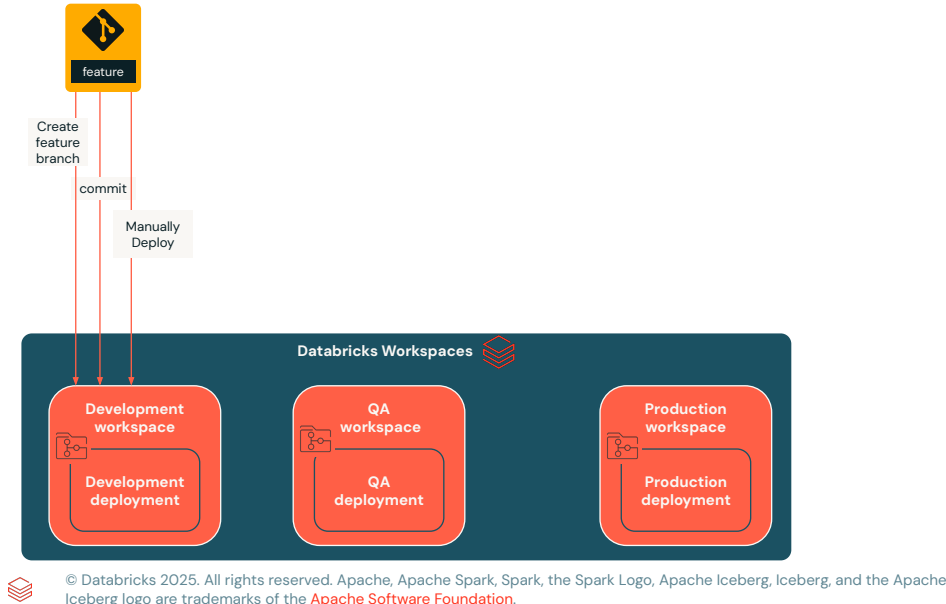 feature
Create
feature
branch
commit
Manually
Deploy
Databricks Workspaces
Development
workspace
Development
deployment
QA
workspace
QA
deployment
Production
workspace
Production
deployment
© Databricks 2025. All rights reserved. Apache, Apache Spark, Spark, the Spark Logo, Apache Iceberg, Iceberg, and the Apache
Iceberg logo are trademarks of the Apache Software Foundation.